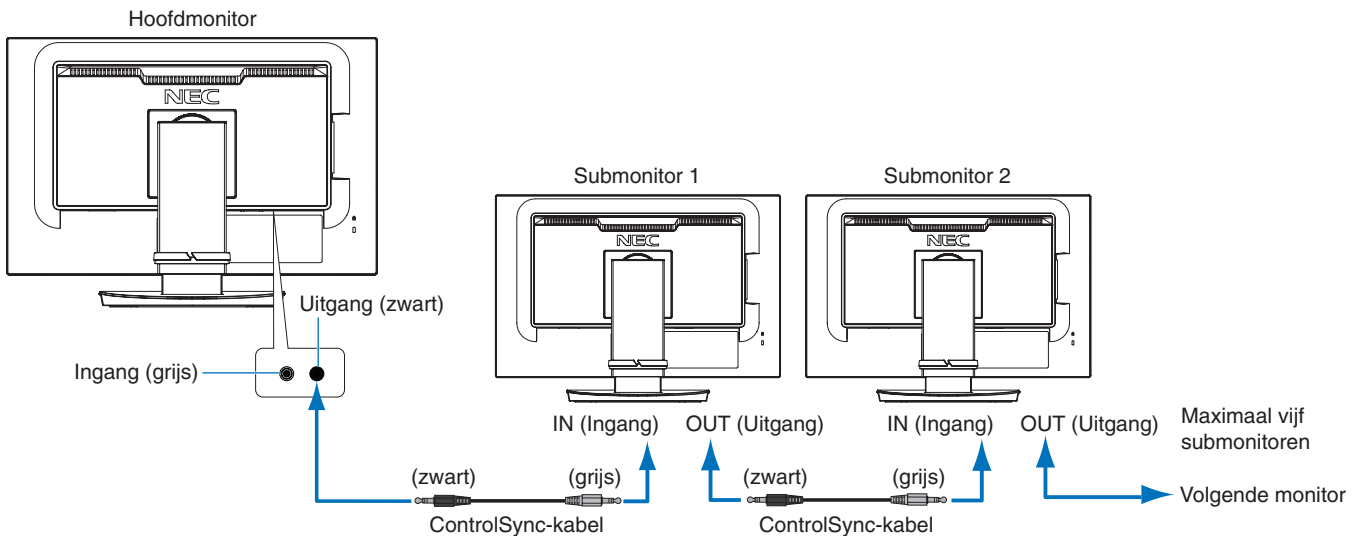 Hoofdmonitor
NEC
Submonitor 1
Submonitor 2
NEC
NEC
Uitgang (zwart)
Ingang (grijs)
IN (Ingang)
OUT (Uitgang)
IN (Ingang)
OUT (Uitgang)
Maximaal vijf
submonitoren
(zwart)
(grijs)
(zwart)
(grijs)
Volgende monitor
ControlSync-kabel
ControlSync-kabel